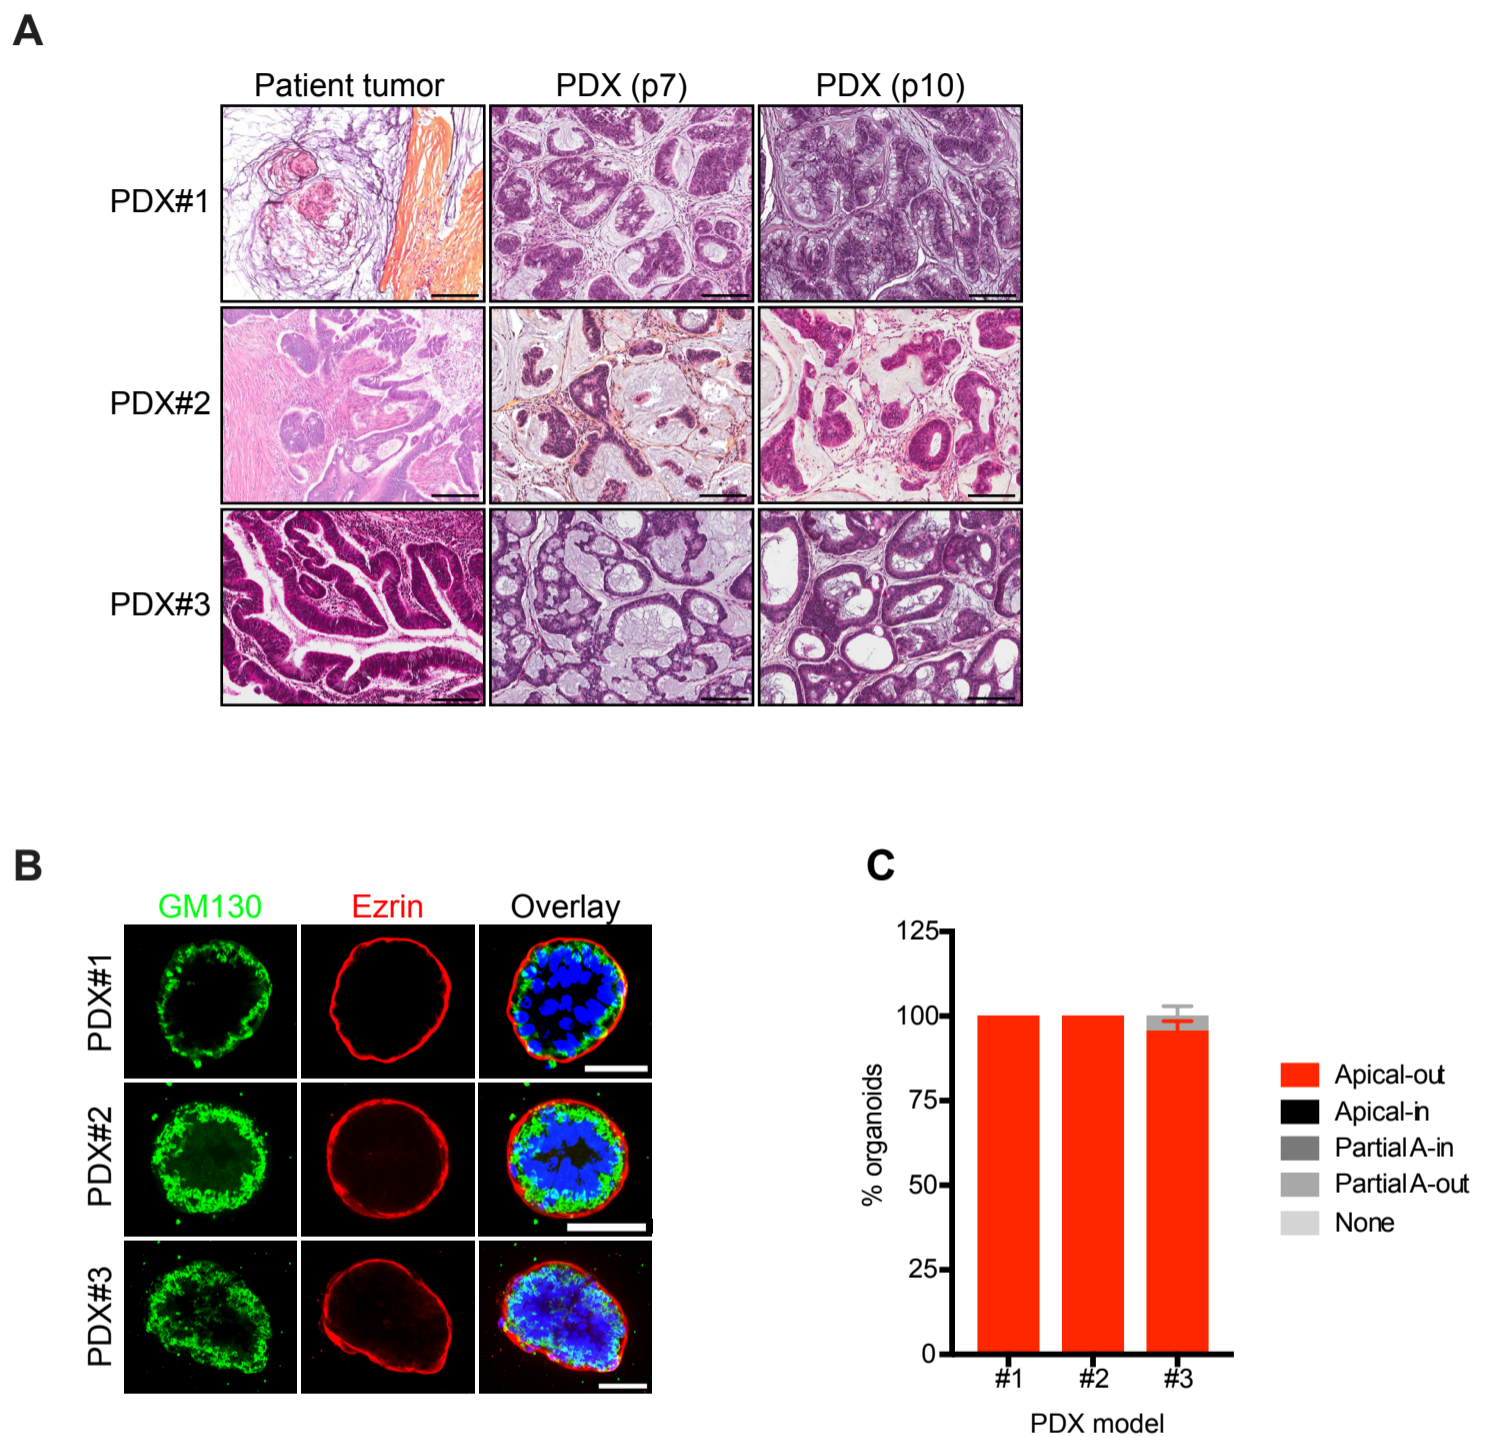 A
Patient tumor PDX (p7) PDX (p10)
PDX#1
PDX#2
PDX#3
B
GM130 Ezrin Overlay
PDX#1
PDX#2
PDX#3
C
125
100
75
50
25
0
% organoids
#1 #2 #3
PDX model
Apical-out
Apical-in
Partial A-in
Partial A-out
None